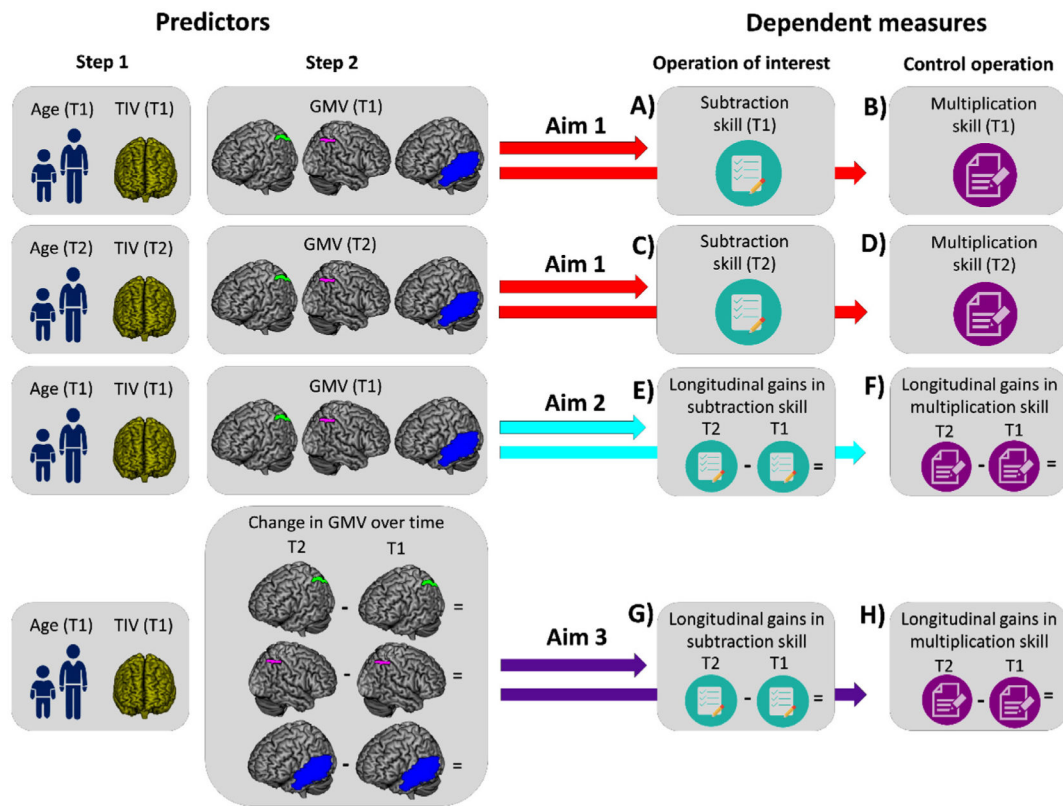 Predictors
Dependent measures
Step 1
Step 2
Operation of interest
Control operation
Age (T1)
TIV (T1)
GMV (T1)
Aim 1
A)
Subtraction
skill (T1)
B)
Multiplication
skill (T1)
Age (T2)
TIV (T2)
GMV (T2)
Aim 1
C)
Subtraction
skill (T2)
D)
Multiplication
skill (T2)
Age (T1)
TIV (T1)
GMV (T1)
Aim 2
E)
Longitudinal gains in
subtraction skill
T2
T1
-
=
F)
Longitudinal gains in
multiplication skill
T2
T1
-
=
Age (T1)
TIV (T1)
Change in GMV over time
T2
T1
-
=
-
=
-
=
Aim 3
G)
Longitudinal gains in
subtraction skill
T2
T1
-
=
H)
Longitudinal gains in
multiplication skill
T2
T1
-
=